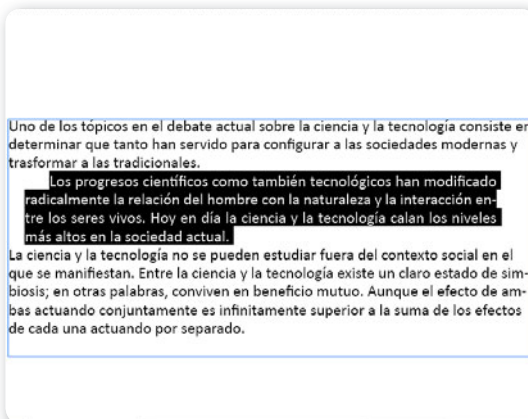 Uno de los tópicos en el debate actual sobre la ciencia y la tecnología consiste en
determinar que tanto han servido para configurar a las sociedades modernas y
trasformar a las tradicionales.
Los progresos científicos como también tecnológicos han modificado
radicalmente la relación del hombre con la naturaleza y la interacción en-
tre los seres vivos. Hoy en día la ciencia y la tecnología calan los niveles
más altos en la sociedad actual.
La ciencia y la tecnología no se pueden estudiar fuera del contexto social en el
que se manifiestan. Entre la ciencia y la tecnología existe un claro estado de sim-
biosis; en otras palabras, conviven en beneficio mutuo. Aunque el efecto de am-
bas actuando conjuntamente es infinitamente superior a la suma de los efectos
de cada una actuando por separado.